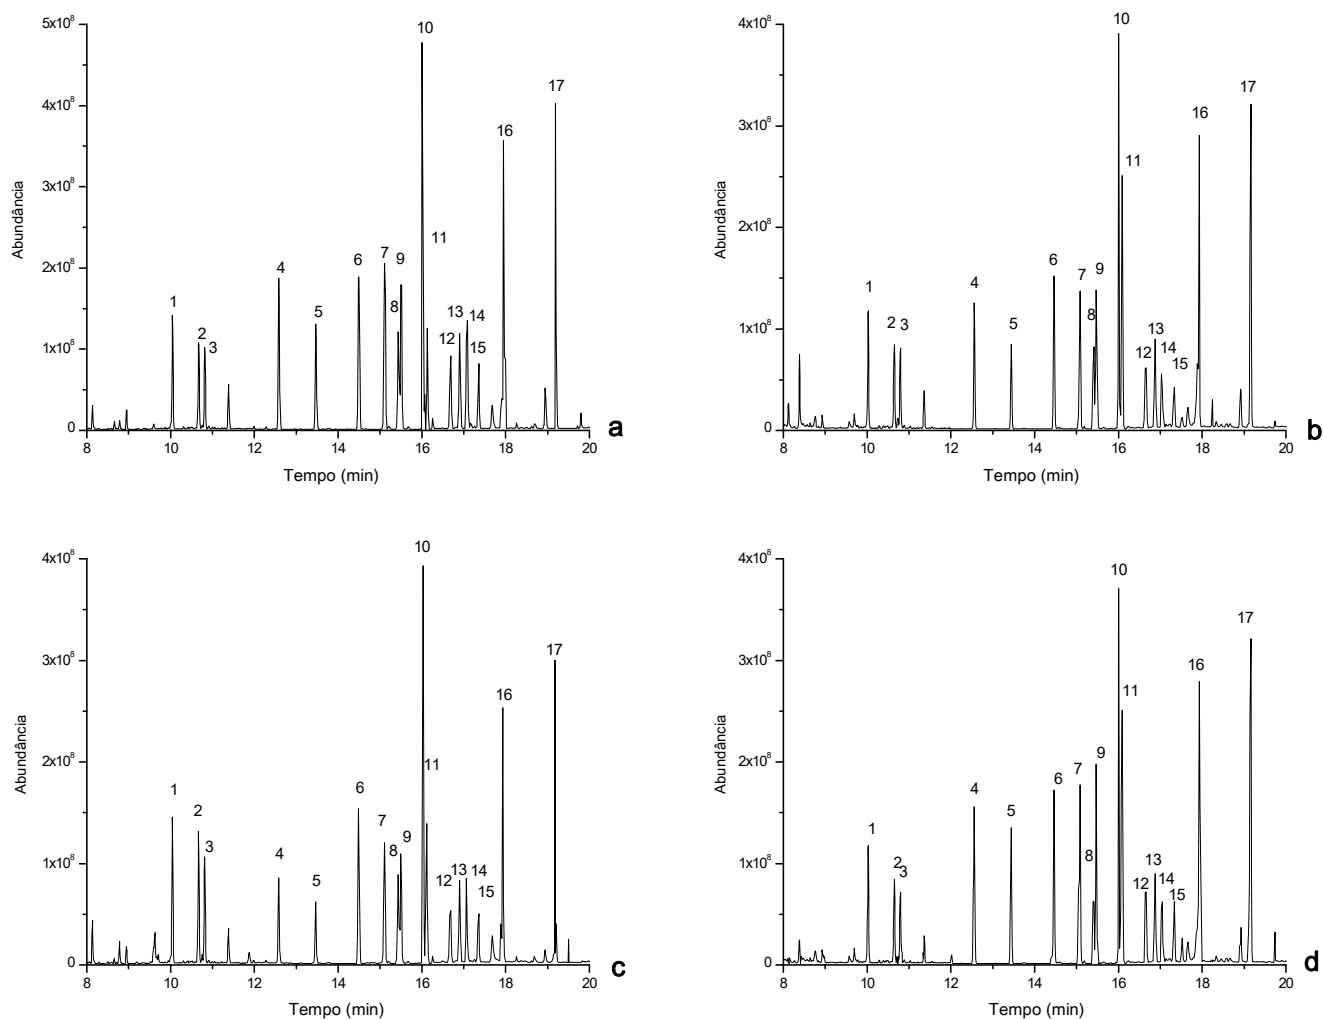 5x10⁸
4x10⁸
3x10⁸
2x10⁸
1x10⁸
0
Abundância
1
2
3
4
5
6
7
8
9
10
11
12
13
14
15
16
17
8 10 12 14 16 18 20
Tempo (min)
a
4x10⁸
3x10⁸
2x10⁸
1x10⁸
0
Abundância
1
2
3
4
5
6
7
8
9
10
11
12
13
14
15
16
17
8 10 12 14 16 18 20
Tempo (min)
b
4x10⁸
3x10⁸
2x10⁸
1x10⁸
0
Abundância
1
2
3
4
5
6
7
8
9
10
11
12
13
14
15
16
17
8 10 12 14 16 18 20
Tempo (min)
c
4x10⁸
3x10⁸
2x10⁸
1x10⁸
0
Abundância
1
2
3
4
5
6
7
8
9
10
11
12
13
14
15
16
17
8 10 12 14 16 18 20
Tempo (min)
d